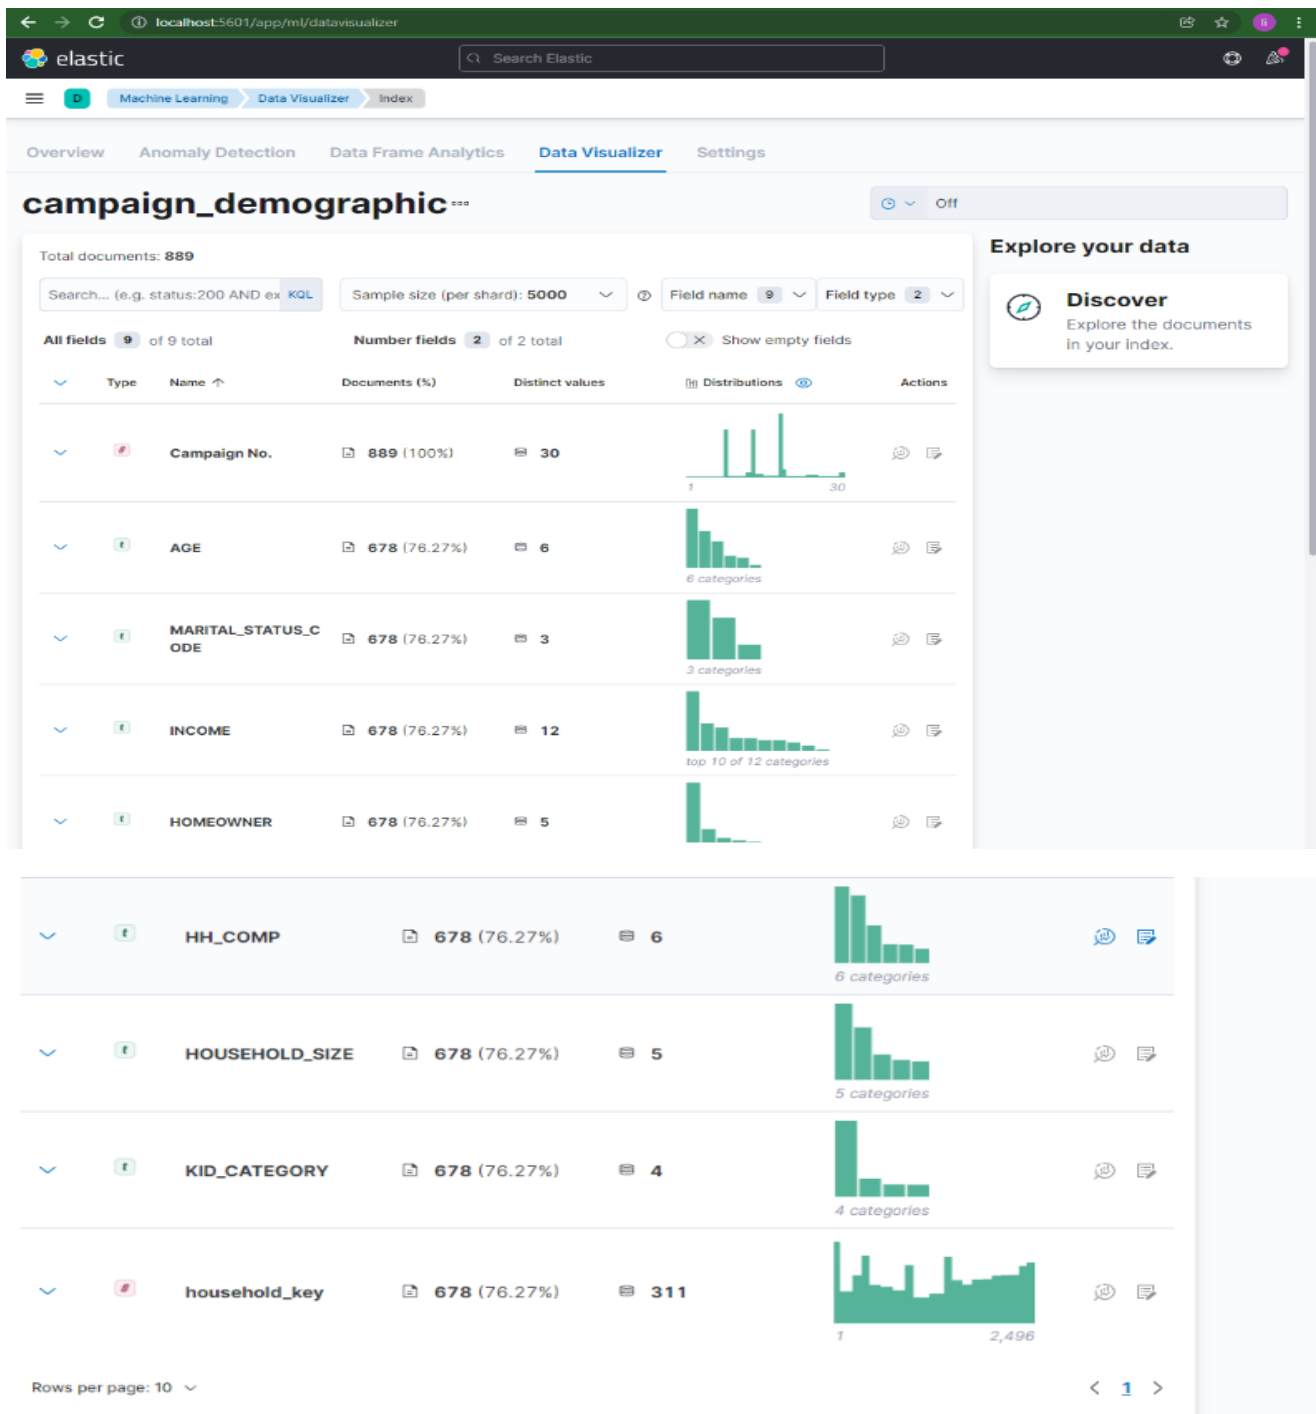 localhost:5601/app/ml/datavisualizer
li
elastic
Search Elastic
D Machine Learning Data Visualizer Index
Overview Anomaly Detection Data Frame Analytics Data Visualizer Settings
campaign_demographic
Off
Total documents: 889
Explore your data
Search... (e.g. status:200 AND ex KQL Sample size (per shard): 5000 Field name 9 Field type 2
Discover
Explore the documents
in your index.
All fields 9 of 9 total Number fields 2 of 2 total Show empty fields
Type Name Documents (%) Distinct values Distributions Actions
# Campaign No. 889 (100%) 30
1 30
t AGE 678 (76.27%) 6
6 categories
t MARITAL_STATUS_C
ODE 678 (76.27%) 3
3 categories
t INCOME 678 (76.27%) 12
top 10 of 12 categories
t HOMEOWNER 678 (76.27%) 5
t HH_COMP 678 (76.27%) 6
6 categories
t HOUSEHOLD_SIZE 678 (76.27%) 5
5 categories
t KID_CATEGORY 678 (76.27%) 4
4 categories
# household_key 678 (76.27%) 311
1 2,496
Rows per page: 10 < 1 >